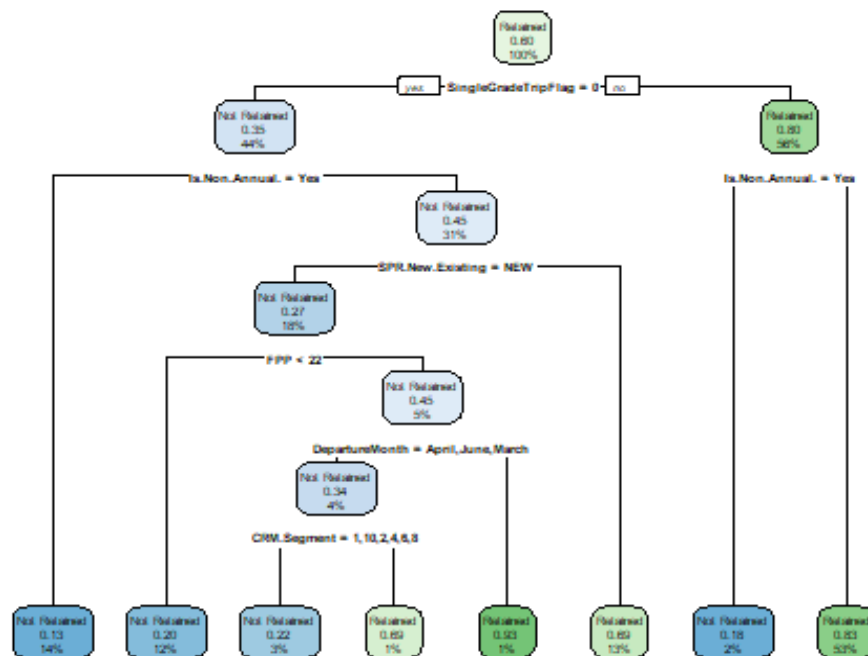 Retained
0.60
100%
yes SingleGradeTripFlag = 0 no
Not Retained
0.35
44%
Retained
0.80
56%
Is.Non.Annual. = Yes
Is.Non.Annual. = Yes
Not Retained
0.45
31%
SPR.New.Existing = NEW
Not Retained
0.27
18%
FPP < 22
Not Retained
0.45
5%
DepartureMonth = April,June,March
Not Retained
0.34
4%
CRM.Segment = 1,10,2,4,6,8
Not Retained
0.13
14%
Not Retained
0.20
12%
Not Retained
0.22
3%
Retained
0.69
1%
Retained
0.93
1%
Retained
0.69
13%
Not Retained
0.18
2%
Retained
0.83
53%